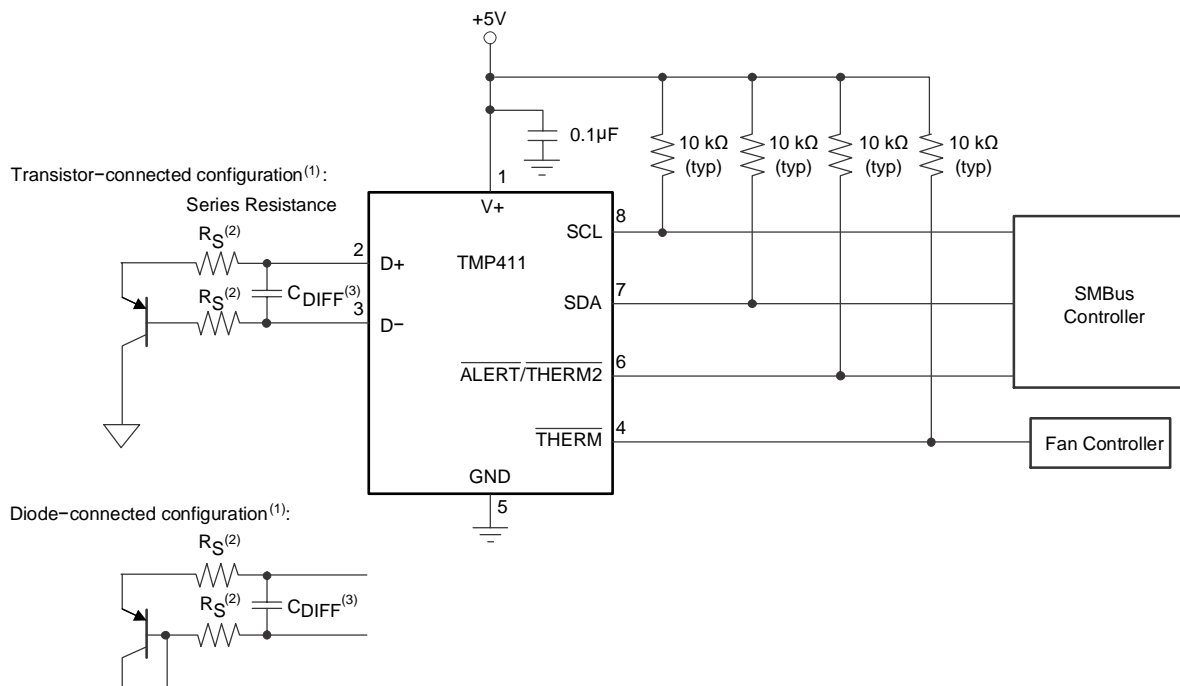 +5V
0.1µF
10 kΩ
(typ)
10 kΩ
(typ)
10 kΩ
(typ)
10 kΩ
(typ)
Transistor−connected configuration(1):
Series Resistance
RS(2)
RS(2)
CDIFF(3)
1
V+
2
D+
3
D−
TMP411
SCL
8
SDA
7
ALERT/THERM2
6
THERM
4
GND
5
SMBus
Controller
Fan Controller
Diode−connected configuration(1):
RS(2)
RS(2)
CDIFF(3)